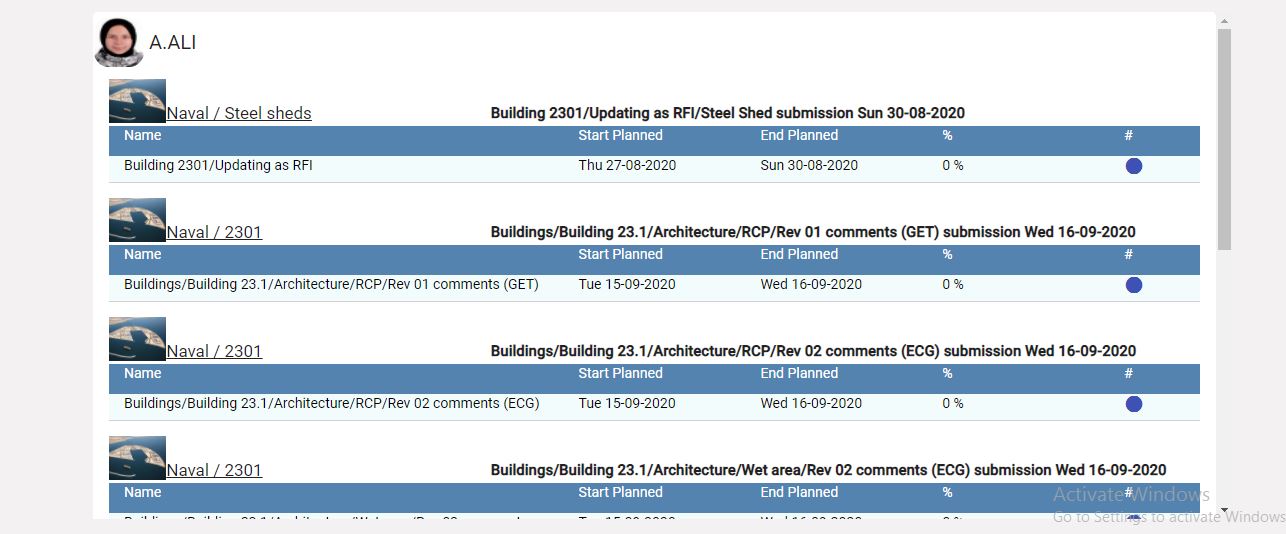 A.ALI
Naval / Steel sheds Building 2301/Updating as RFI/Steel Shed submission Sun 30-08-2020
Name Start Planned End Planned % #
Building 2301/Updating as RFI Thu 27-08-2020 Sun 30-08-2020 0 %
Naval / 2301 Buildings/Building 23.1/Architecture/RCP/Rev 01 comments (GET) submission Wed 16-09-2020
Name Start Planned End Planned % #
Buildings/Building 23.1/Architecture/RCP/Rev 01 comments (GET) Tue 15-09-2020 Wed 16-09-2020 0 %
Naval / 2301 Buildings/Building 23.1/Architecture/RCP/Rev 02 comments (ECG) submission Wed 16-09-2020
Name Start Planned End Planned % #
Buildings/Building 23.1/Architecture/RCP/Rev 02 comments (ECG) Tue 15-09-2020 Wed 16-09-2020 0 %
Naval / 2301 Buildings/Building 23.1/Architecture/Wet area/Rev 02 comments (ECG) submission Wed 16-09-2020
Name Start Planned End Planned % #
Activate Windows
Go to Settings to activate Windows